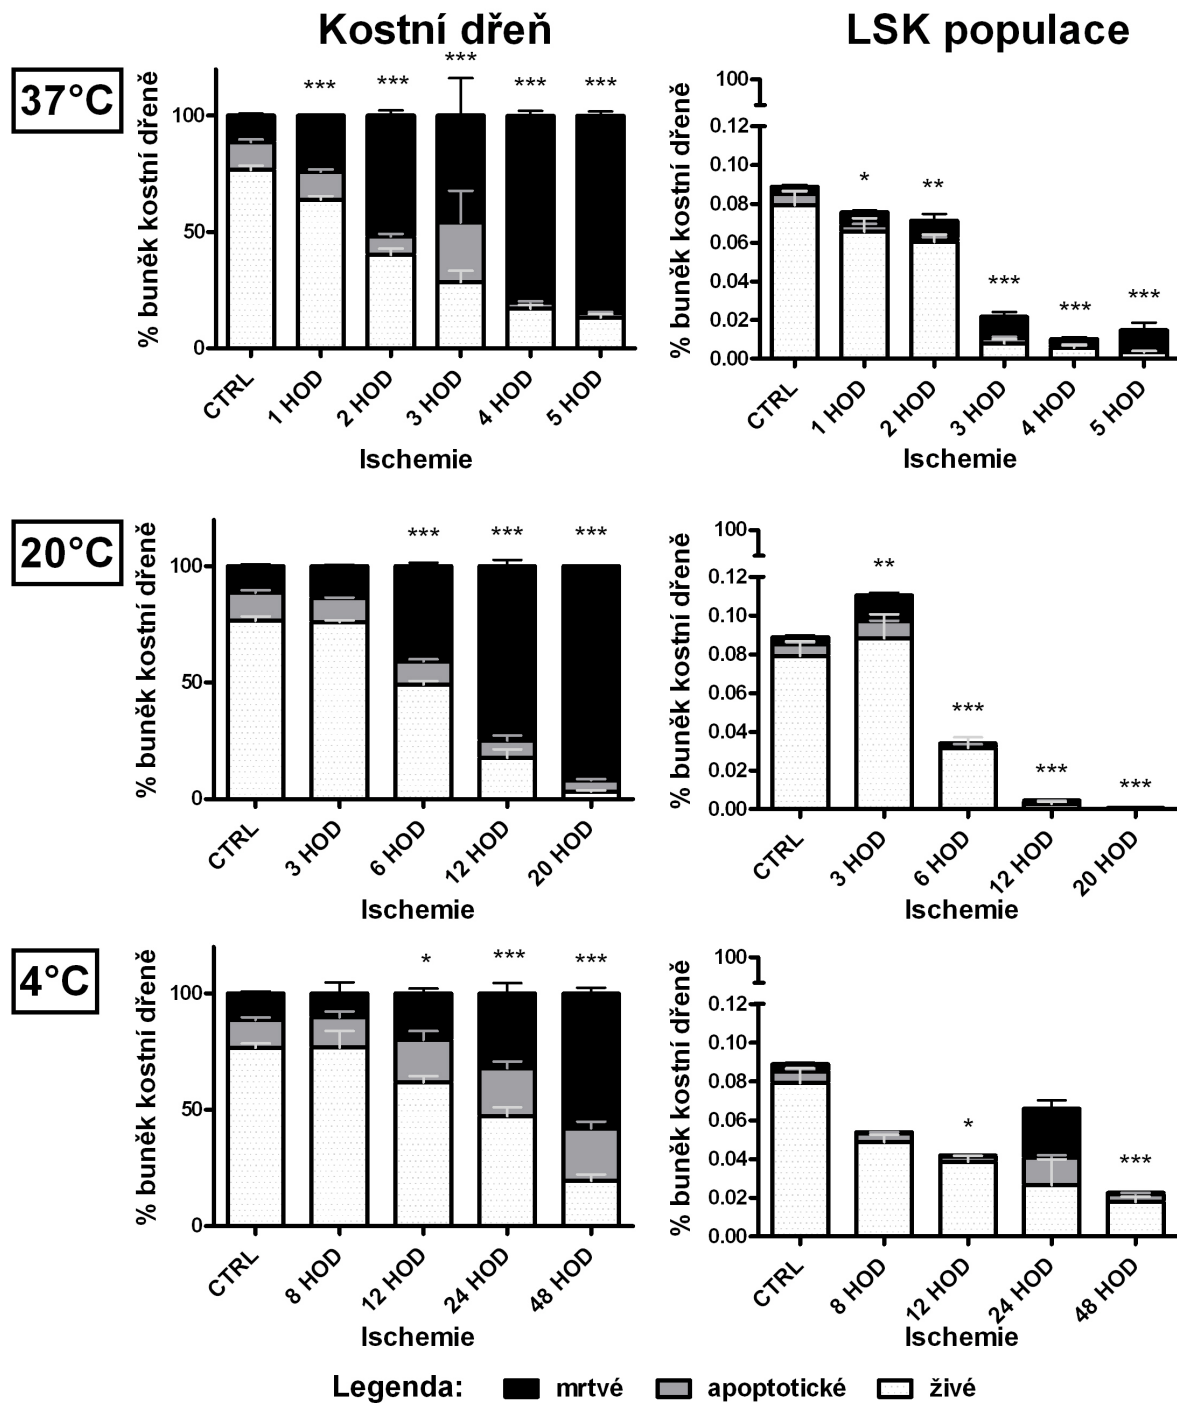 Kostní dřeň
LSK populace
37°C
% buněk kostní dřeně
100
50
0
*** *** *** *** ***
CTRL 1 HOD 2 HOD 3 HOD 4 HOD 5 HOD
Ischemie
% buněk kostní dřeně
100
0.12
0.10
0.08
0.06
0.04
0.02
0.00
* ** *** *** ***
CTRL 1 HOD 2 HOD 3 HOD 4 HOD 5 HOD
Ischemie
20°C
% buněk kostní dřeně
100
50
0
*** *** ***
CTRL 3 HOD 6 HOD 12 HOD 20 HOD
Ischemie
% buněk kostní dřeně
100
0.12
0.10
0.08
0.06
0.04
0.02
0.00
** *** *** ***
CTRL 3 HOD 6 HOD 12 HOD 20 HOD
Ischemie
4°C
% buněk kostní dřeně
100
50
0
* *** ***
CTRL 8 HOD 12 HOD 24 HOD 48 HOD
Ischemie
% buněk kostní dřeně
100
0.12
0.10
0.08
0.06
0.04
0.02
0.00
* ***
CTRL 8 HOD 12 HOD 24 HOD 48 HOD
Ischemie
Legenda: mrtvé apoptotické živé